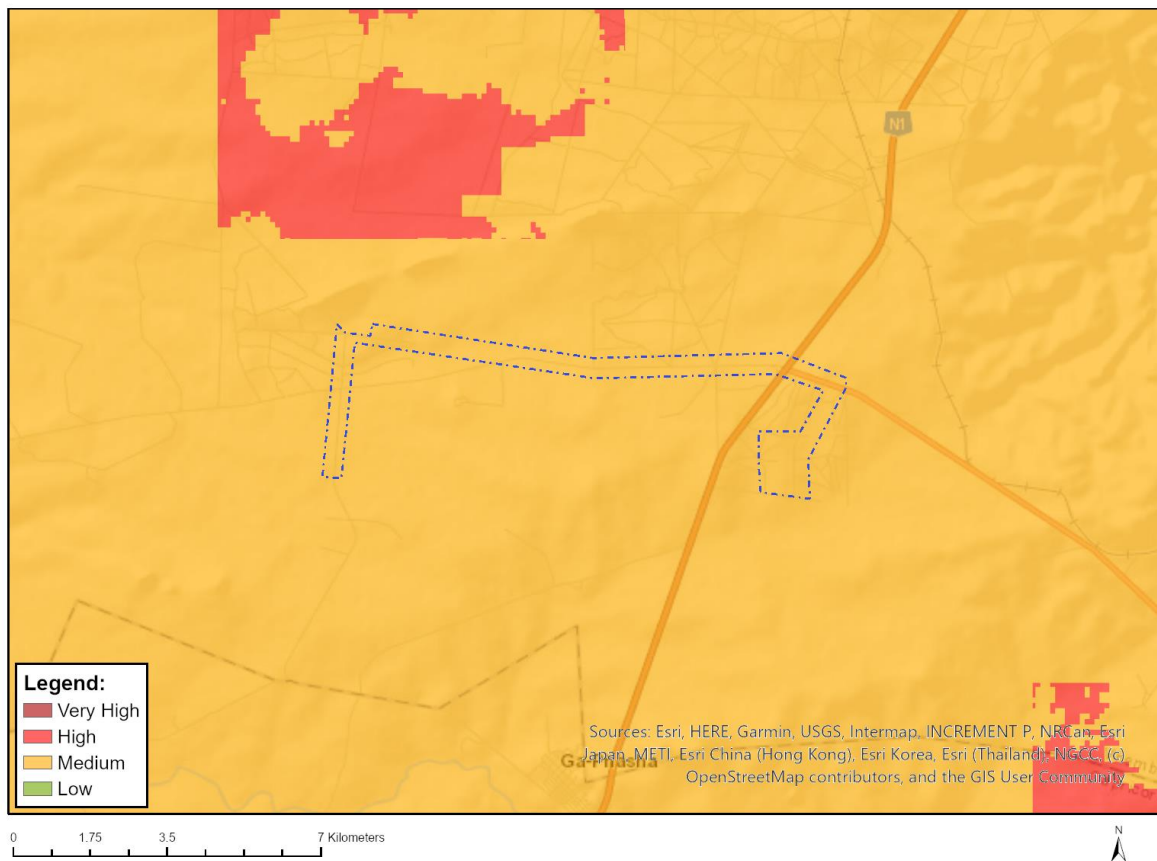 N1
Legend:
Very High
High
Medium
Low
Sources: Esri, HERE, Garmin, USGS, Intermap, INCREMENT P, NRCan, Esri
Japan, METI, Esri China (Hong Kong), Esri Korea, Esri (Thailand), NGCC, (c)
OpenStreetMap contributors, and the GIS User Community
0 1.75 3.5 7 Kilometers
N